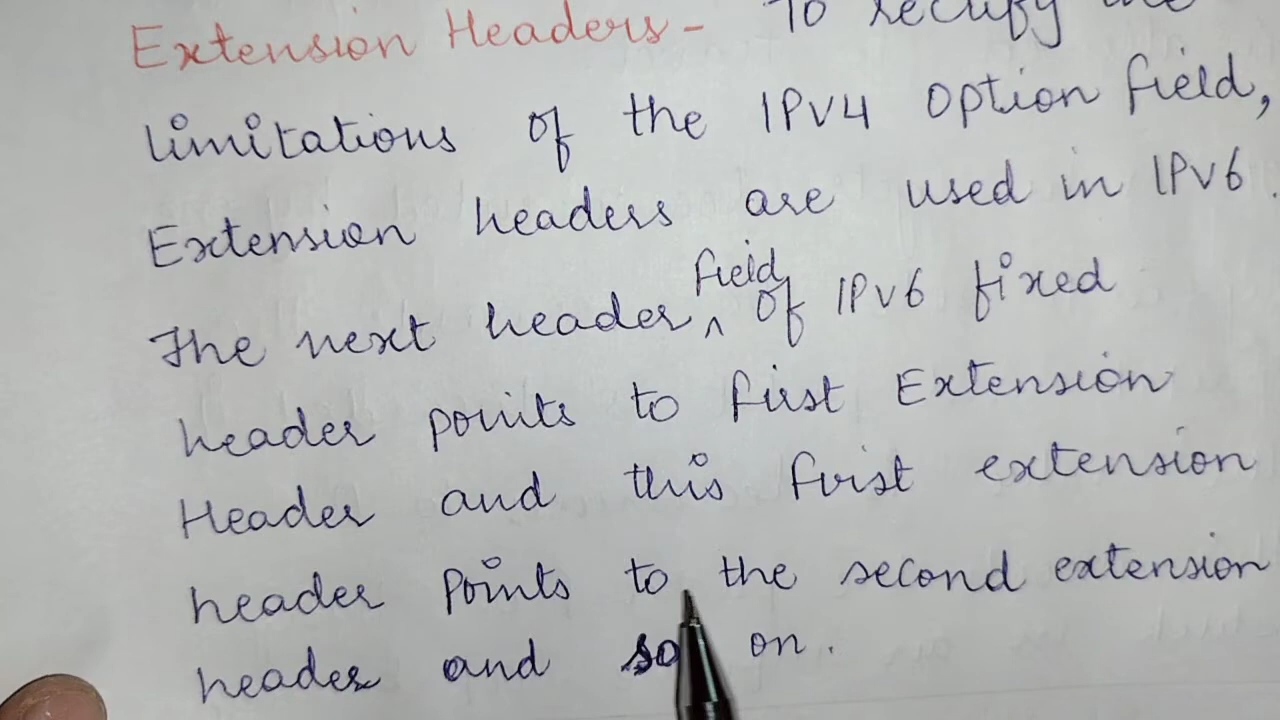 Extension Headers - To rectify the
limitations of the IPv4 Option field,
Extension headers are used in IPv6.
The next header ^ field of IPv6 fixed
header points to first Extension
Header and this first extension
header points to the second extension
header and so on.